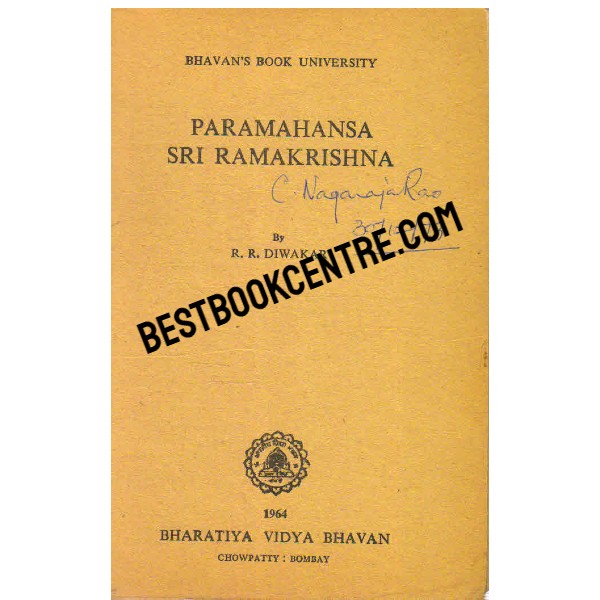 BHAVAN'S BOOK UNIVERSITY
PARAMAHANSA
SRI RAMAKRISHNA
C. Nagaraja Rao
By
R. R. DIWAKAR
BESTBOOKCENTRE.COM
1964
BHARATIYA VIDYA BHAVAN
CHOWPATTY : BOMBAY